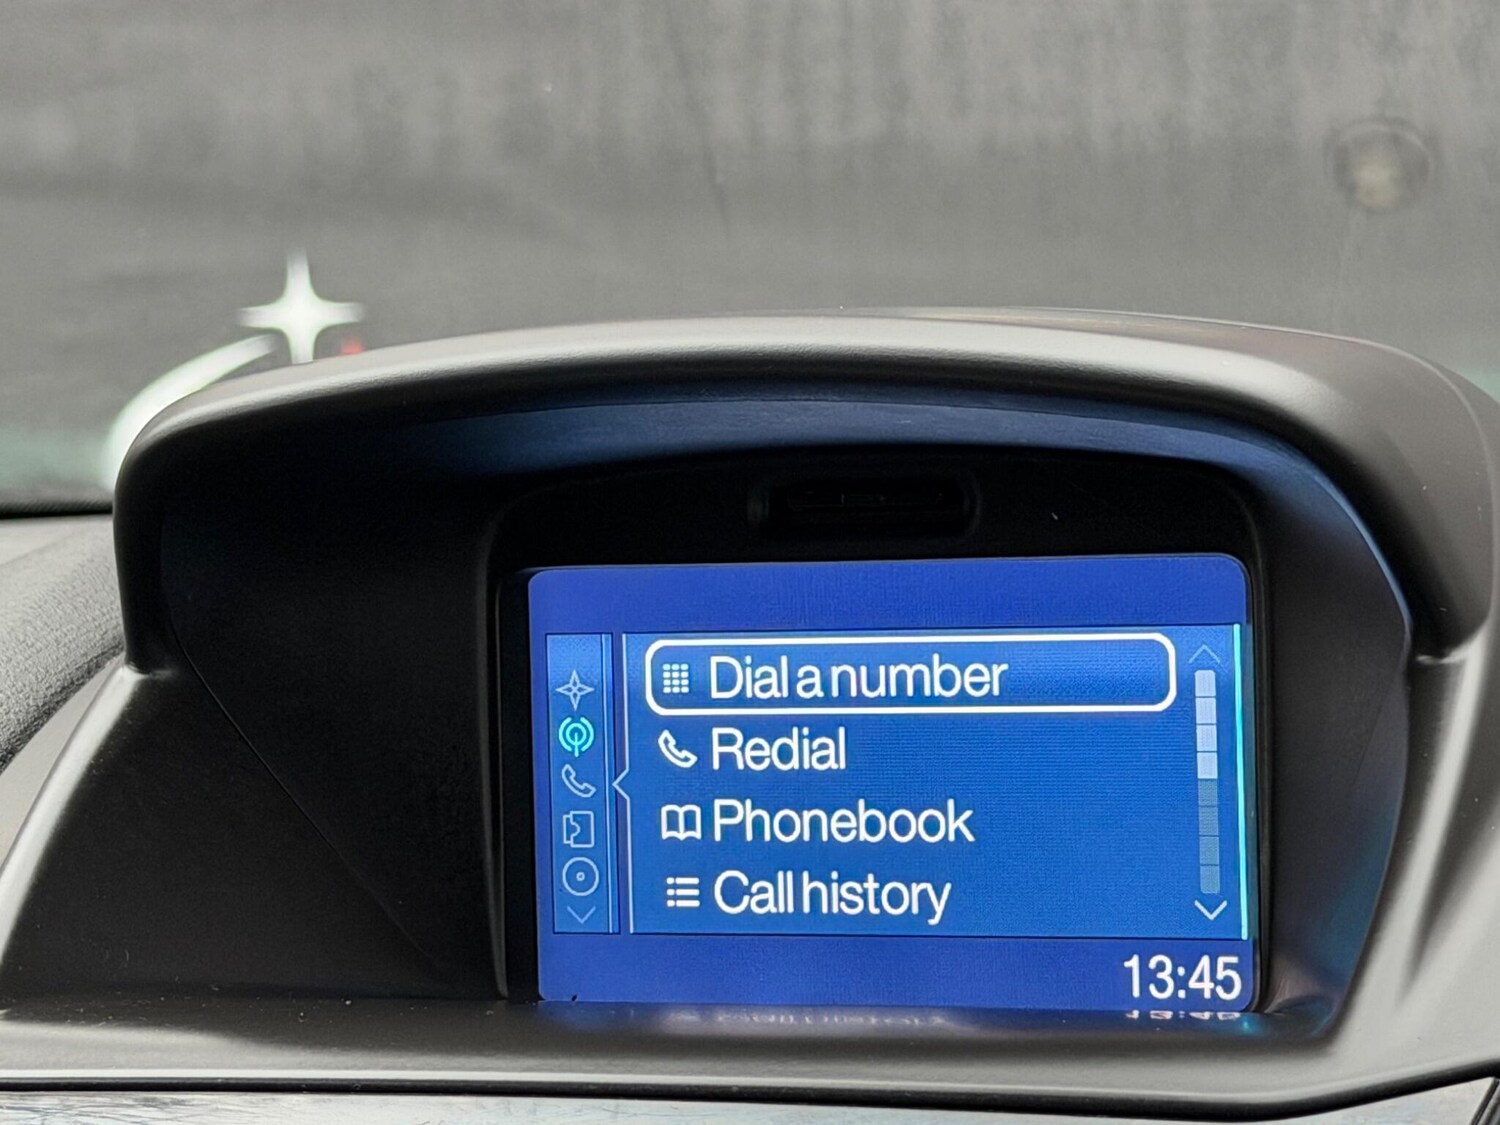 Dial a number
Redial
Phonebook
Call history
13:45